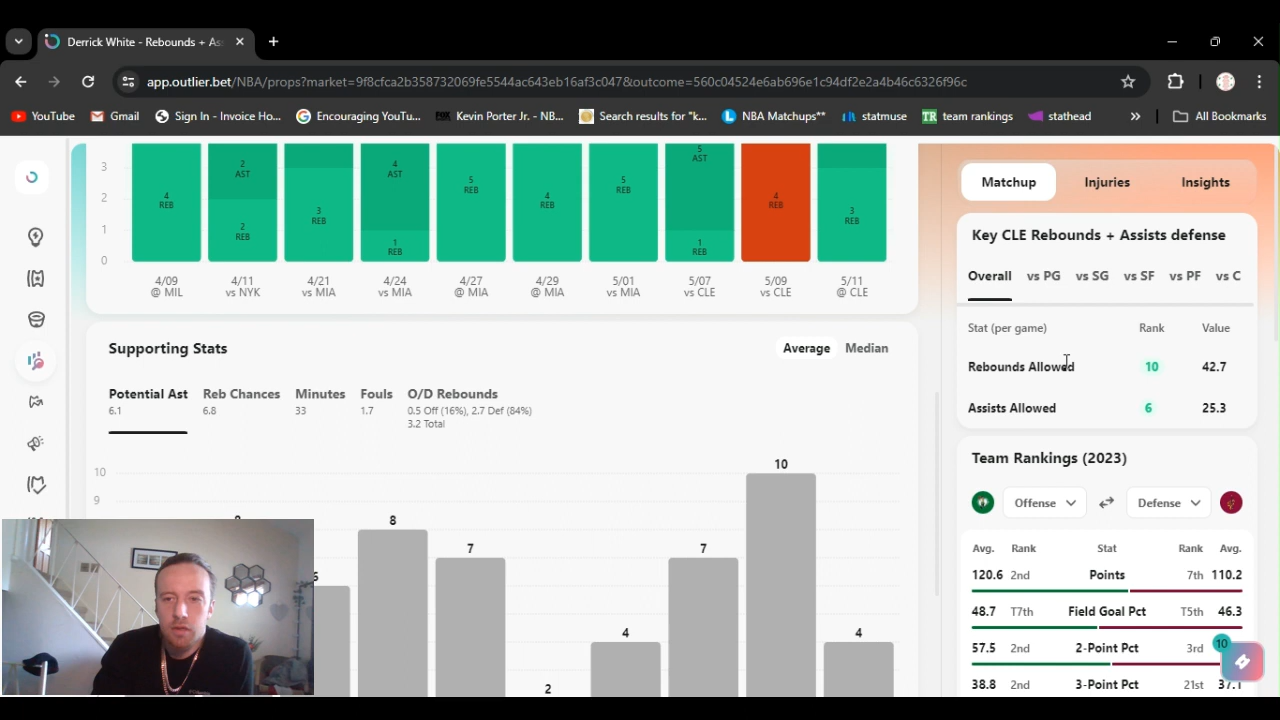 Derrick White - Rebounds + As
app.outlier.bet/NBA/props?market=9f8cfca2b358732069fe5544ac643eb16af3c047&outcome=560c04524e6ab696e1c94df2e2a4b46c6326f96c
YouTube Gmail Sign In - Invoice Ho... Encouraging YouTu... Kevin Porter Jr. - NB... Search results for "k... NBA Matchups** statmuse team rankings stathead » All Bookmarks
3
2
1
0
4 REB
2 AST
2 REB
3 REB
4 AST
1 REB
5 REB
4 REB
5 REB
5 AST
1 REB
4 REB
3 REB
4/09 4/11 4/21 4/24 4/27 4/29 5/01 5/07 5/09 5/11
@ MIL vs NYK vs MIA vs MIA @ MIA @ MIA vs MIA vs CLE vs CLE @ CLE
Supporting Stats
Average Median
Potential Ast Reb Chances Minutes Fouls O/D Rebounds
6.1 6.8 33 1.7 0.5 Off (16%), 2.7 Def (84%)
3.2 Total
10
9
8
7
2
4
7
10
4
Matchup Injuries Insights
Key CLE Rebounds + Assists defense
Overall vs PG vs SG vs SF vs PF vs C
Stat (per game) Rank Value
Rebounds Allowed 10 42.7
Assists Allowed 6 25.3
Team Rankings (2023)
Offense Defense
Avg. Rank Stat Rank Avg.
120.6 2nd Points 7th 110.2
48.7 T7th Field Goal Pct T5th 46.3
57.5 2nd 2-Point Pct 3rd
10
38.8 2nd 3-Point Pct 21st 37.1